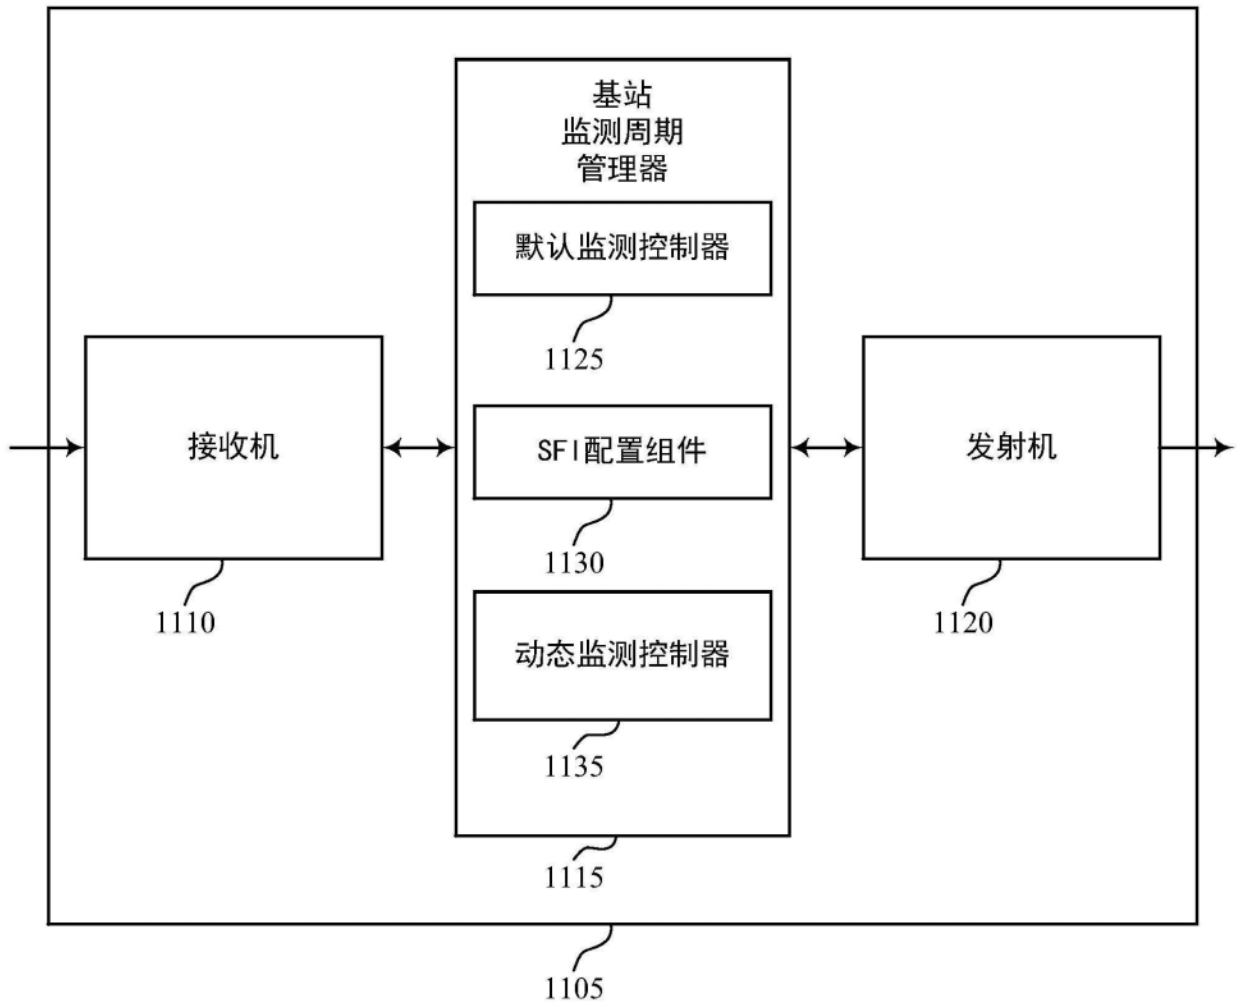 基站
监测周期
管理器
默认监测控制器
1125
接收机
1110
SFI配置组件
1130
发射机
1120
动态监测控制器
1135
1115
1105